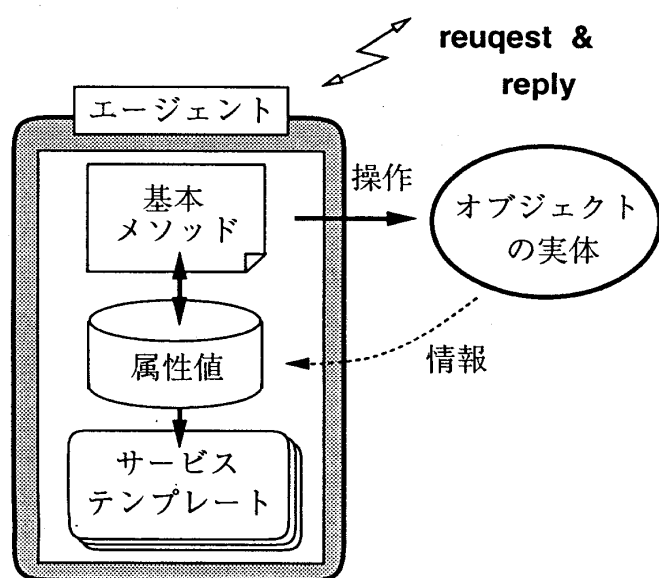 reuqest &
reply
エージェント
基本
メソッド
操作
オブジェクト
の実体
属性値
情報
サービス
テンプレート